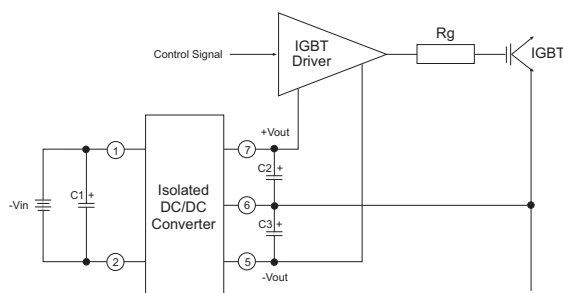 Rg
IGBT
Driver
Control Signal
IGBT
+Vout
1
7
C2 +
C1 +
Isolated
DC/DC
Converter
-Vin
6
C3 +
2
5
-Vout